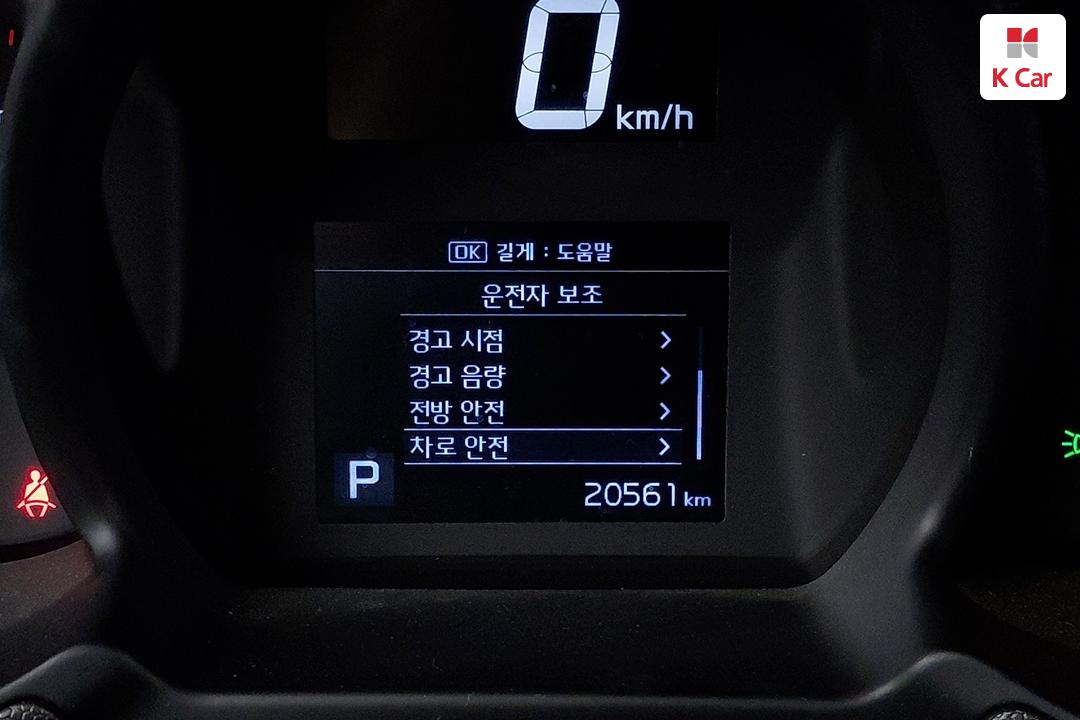 K Car
0 km/h
OK 길게 : 도움말
운전자 보조
경고 시점
경고 음량
전방 안전
차로 안전
P
20561 km